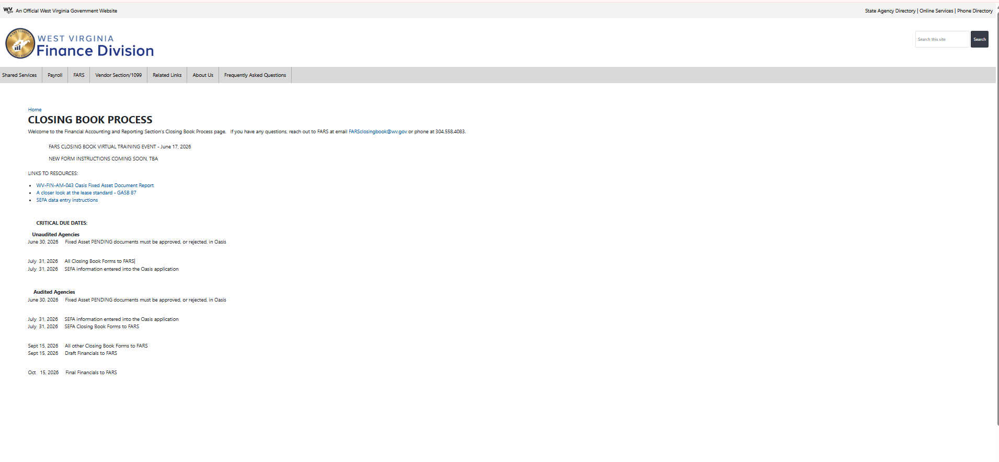 WV gov An Official West Virginia Government Website
State Agency Directory | Online Services | Phone Directory
WEST VIRGINIA
Finance Division
Search this site Search
Shared Services Payroll FARS Vendor Section/1099 Related Links About Us Frequently Asked Questions
Home
CLOSING BOOK PROCESS
Welcome to the Financial Accounting and Reporting Section's Closing Book Process page. If you have any questions, reach out to FARS at email FARSclosingbook@wv.gov or phone at 304.558.4083.
FARS CLOSING BOOK VIRTUAL TRAINING EVENT - June 17, 2026
NEW FORM INSTRUCTIONS COMING SOON, TBA
LINKS TO RESOURCES:
• WV-FIN-AM-043 Oasis Fixed Asset Document Report
• A closer look at the lease standard - GASB 87
• SEFA data entry instructions
CRITICAL DUE DATES:
Unaudited Agencies
June 30, 2026 Fixed Asset PENDING documents must be approved, or rejected, in Oasis
July 31, 2026 All Closing Book Forms to FARS|
July 31, 2026 SEFA information entered into the Oasis application
Audited Agencies
June 30, 2026 Fixed Asset PENDING documents must be approved, or rejected, in Oasis
July 31, 2026 SEFA information entered into the Oasis application
July 31, 2026 SEFA Closing Book Forms to FARS
Sept 15, 2026 All other Closing Book Forms to FARS
Sept 15, 2026 Draft Financials to FARS
Oct 15, 2026 Final Financials to FARS